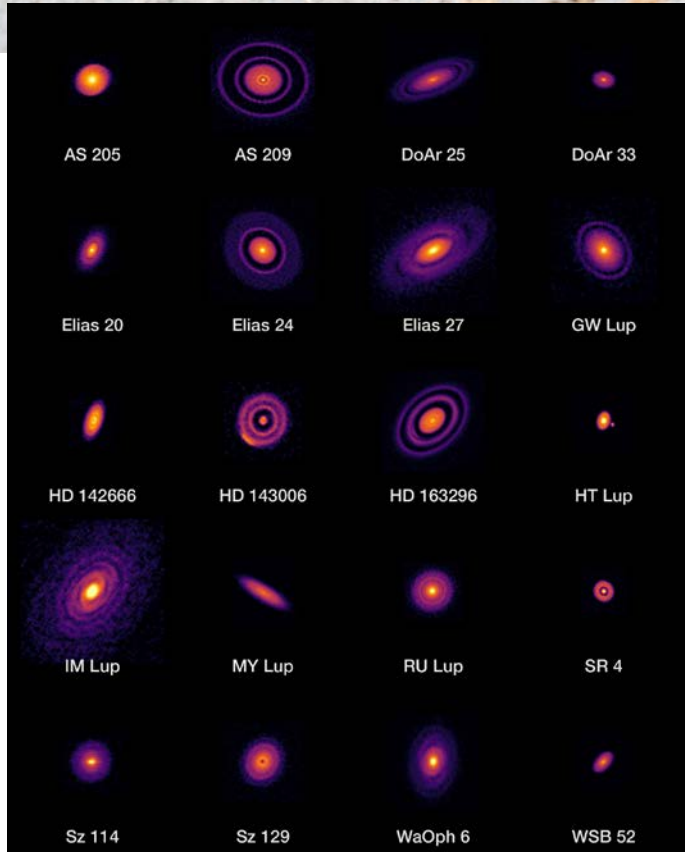 AS 205 AS 209 DoAr 25 DoAr 33
Elias 20 Elias 24 Elias 27 GW Lup
HD 142666 HD 143006 HD 163296 HT Lup
IM Lup MY Lup RU Lup SR 4
Sz 114 Sz 129 WaOph 6 WSB 52